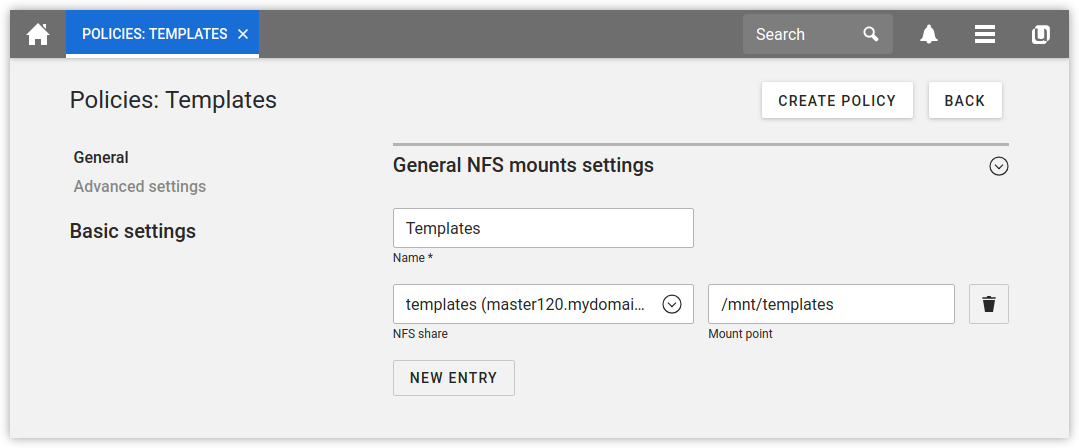 POLICIES: TEMPLATES
Search
Policies: Templates
CREATE POLICY
BACK
General
Advanced settings
Basic settings
General NFS mounts settings
Templates
Name *
templates (master120.mydomai...
/mnt/templates
NFS share
Mount point
NEW ENTRY